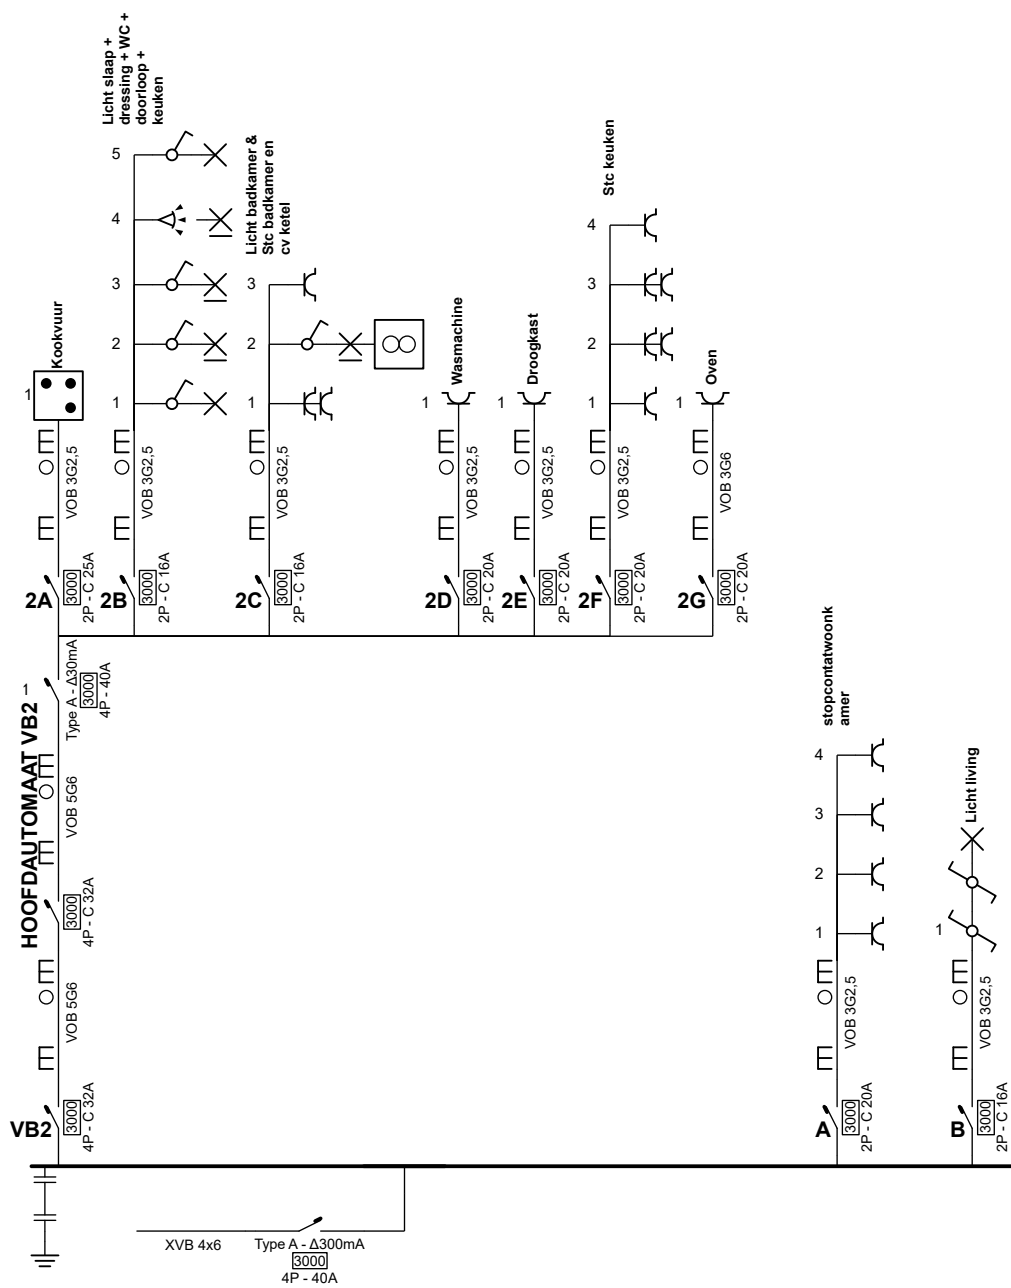 Licht slaap +
dressing + WC +
doorloop +
keuken
5
4
3
2
1
Licht badkamer &
Stc badkamer en
cv ketel
3
2
1
Stc keuken
4
3
2
1
Kookvuur
1
Wasmachine
1
Droogkast
1
Oven
1
VOB 3G2,5
VOB 3G2,5
VOB 3G2,5
VOB 3G2,5
VOB 3G2,5
VOB 3G2,5
VOB 3G6
2A
3000
2P - C 25A
2B
3000
2P - C 16A
2C
3000
2P - C 16A
2D
3000
2P - C 20A
2E
3000
2P - C 20A
2F
3000
2P - C 20A
2G
3000
2P - C 20A
1
Type A - Δ30mA
3000
4P - 40A
HOOFDAUTOMAAT VB2
VOB 5G6
3000
4P - C 32A
VOB 5G6
VB2
3000
4P - C 32A
stopcontatwoonk
amer
4
3
2
1
VOB 3G2,5
A
3000
2P - C 20A
Licht living
1
VOB 3G2,5
B
3000
2P - C 16A
XVB 4x6
Type A - Δ300mA
3000
4P - 40A